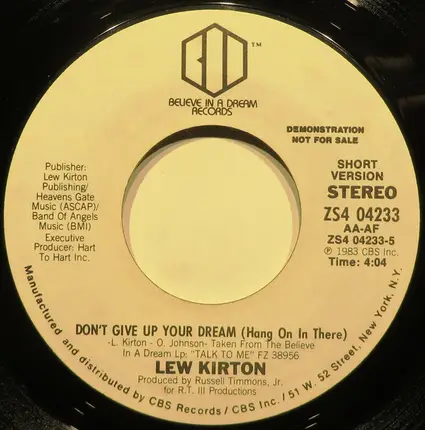 BID ™
BELIEVE IN A DREAM
RECORDS
DEMONSTRATION
NOT FOR SALE
Publisher:
Lew Kirton
Publishing/
Heavens Gate
Music (ASCAP)/
Band Of Angels
Music (BMI)
Executive
Producer: Hart
To Hart Inc.
SHORT
VERSION
STEREO
ZS4 04233
AA-AF
ZS4 04233-5
℗ 1983 CBS Inc.
Time: 4:04
DON'T GIVE UP YOUR DREAM (Hang On In There)
-L. Kirton - O. Johnson- Taken From The Believe
In A Dream Lp: "TALK TO ME" FZ 38956
LEW KIRTON
Produced by Russell Timmons, Jr.
for R.T. III Productions
Manufactured and distributed by CBS Records/CBS Inc./51 W. 52 Street, New York, N.Y.